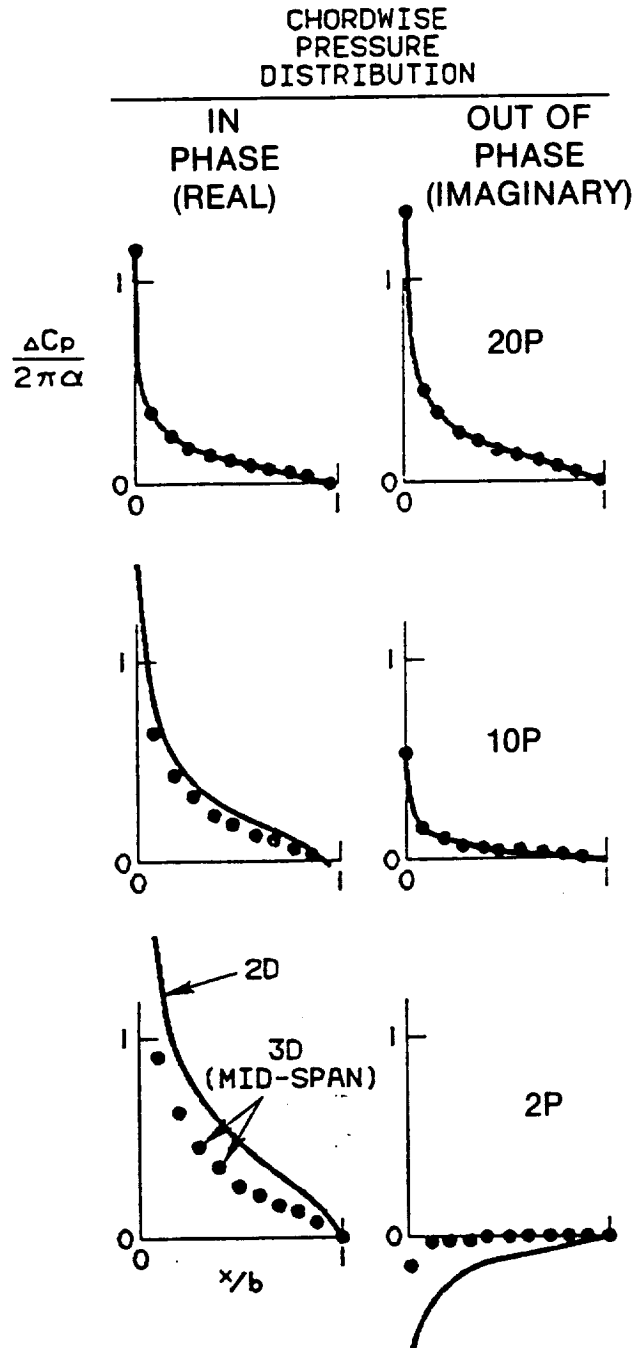 CHORDWISE
PRESSURE
DISTRIBUTION
IN
PHASE
(REAL)
OUT OF
PHASE
(IMAGINARY)
ΔCp
2πα
1
0
0
1
1
0
0
1
20P
1
0
0
1
1
0
0
1
10P
2D
3D
(MID-SPAN)
1
0
0
1
x/b
1
0
1
2P